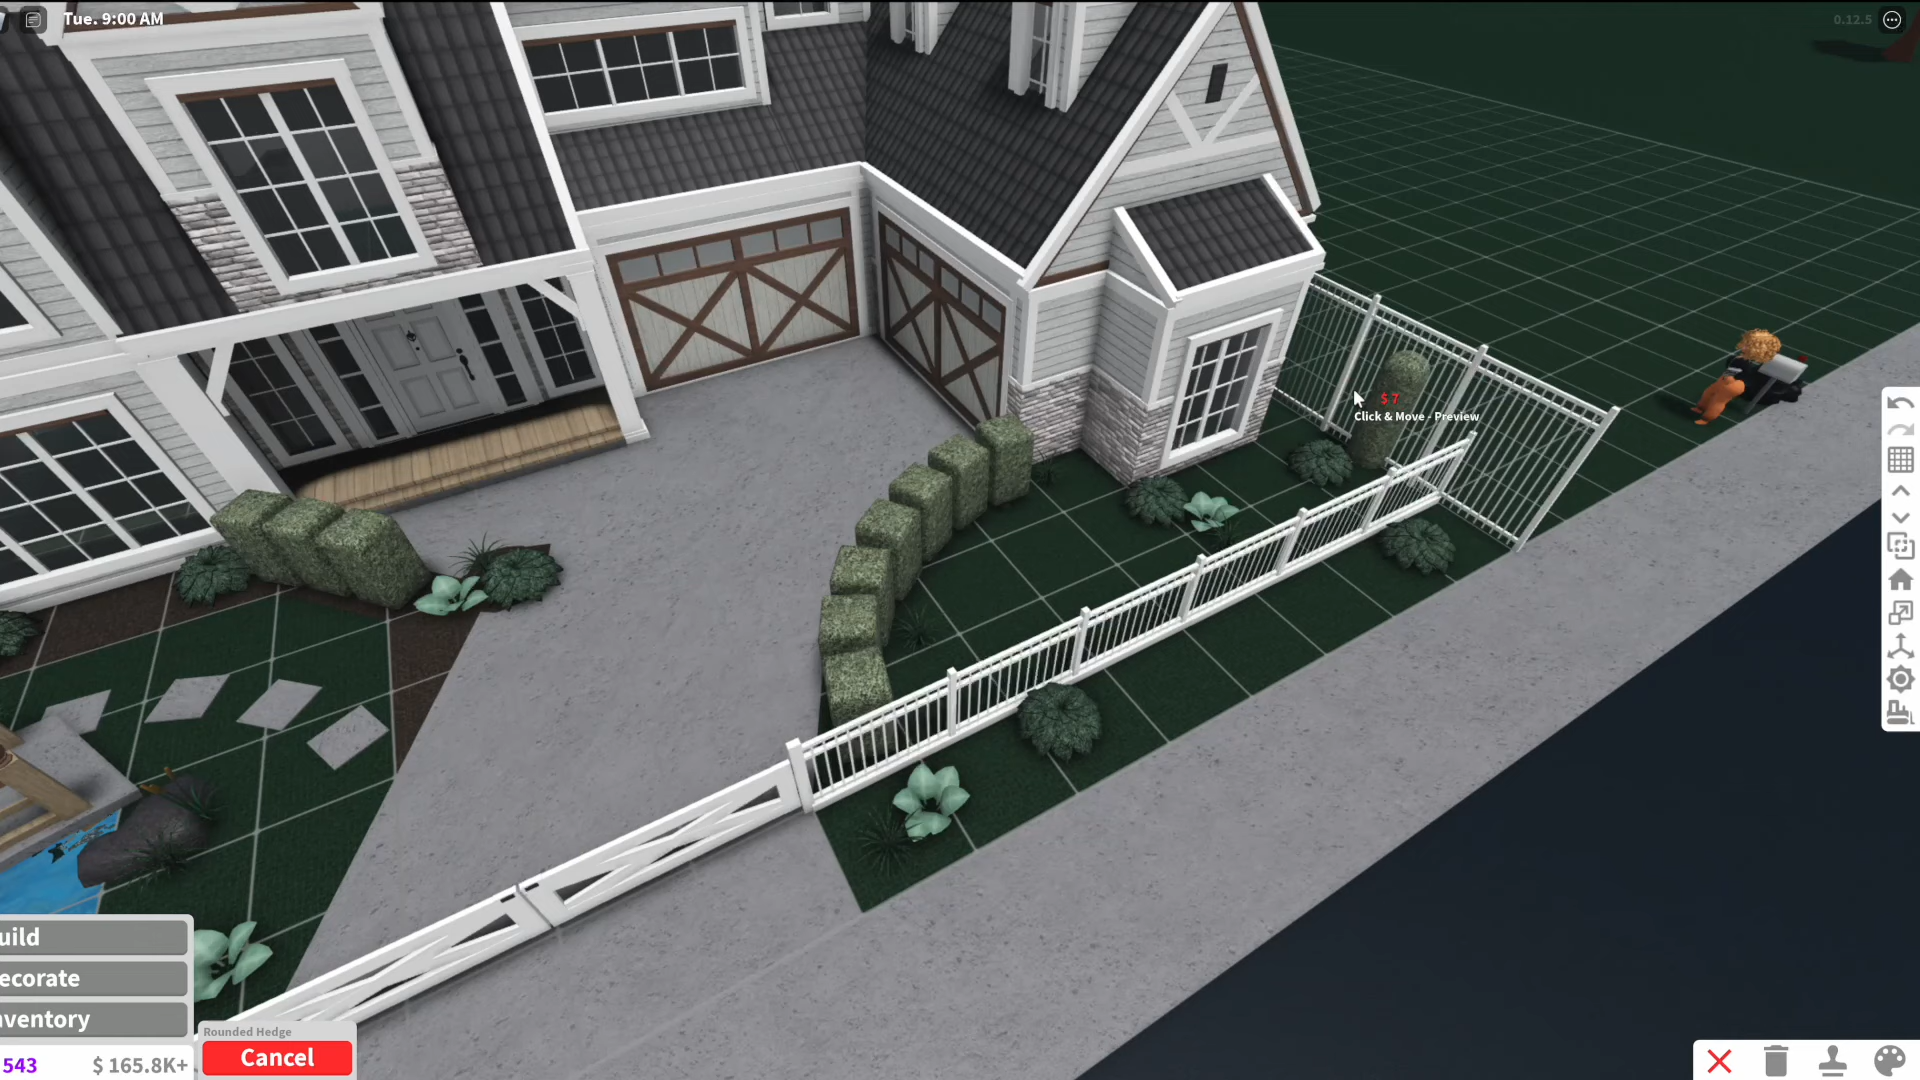 Tue. 9:00 AM
0.12.5
$ 7
Click & Move - Preview
uild
ecorate
nventory
543
$ 165.8K+
Rounded Hedge
Cancel